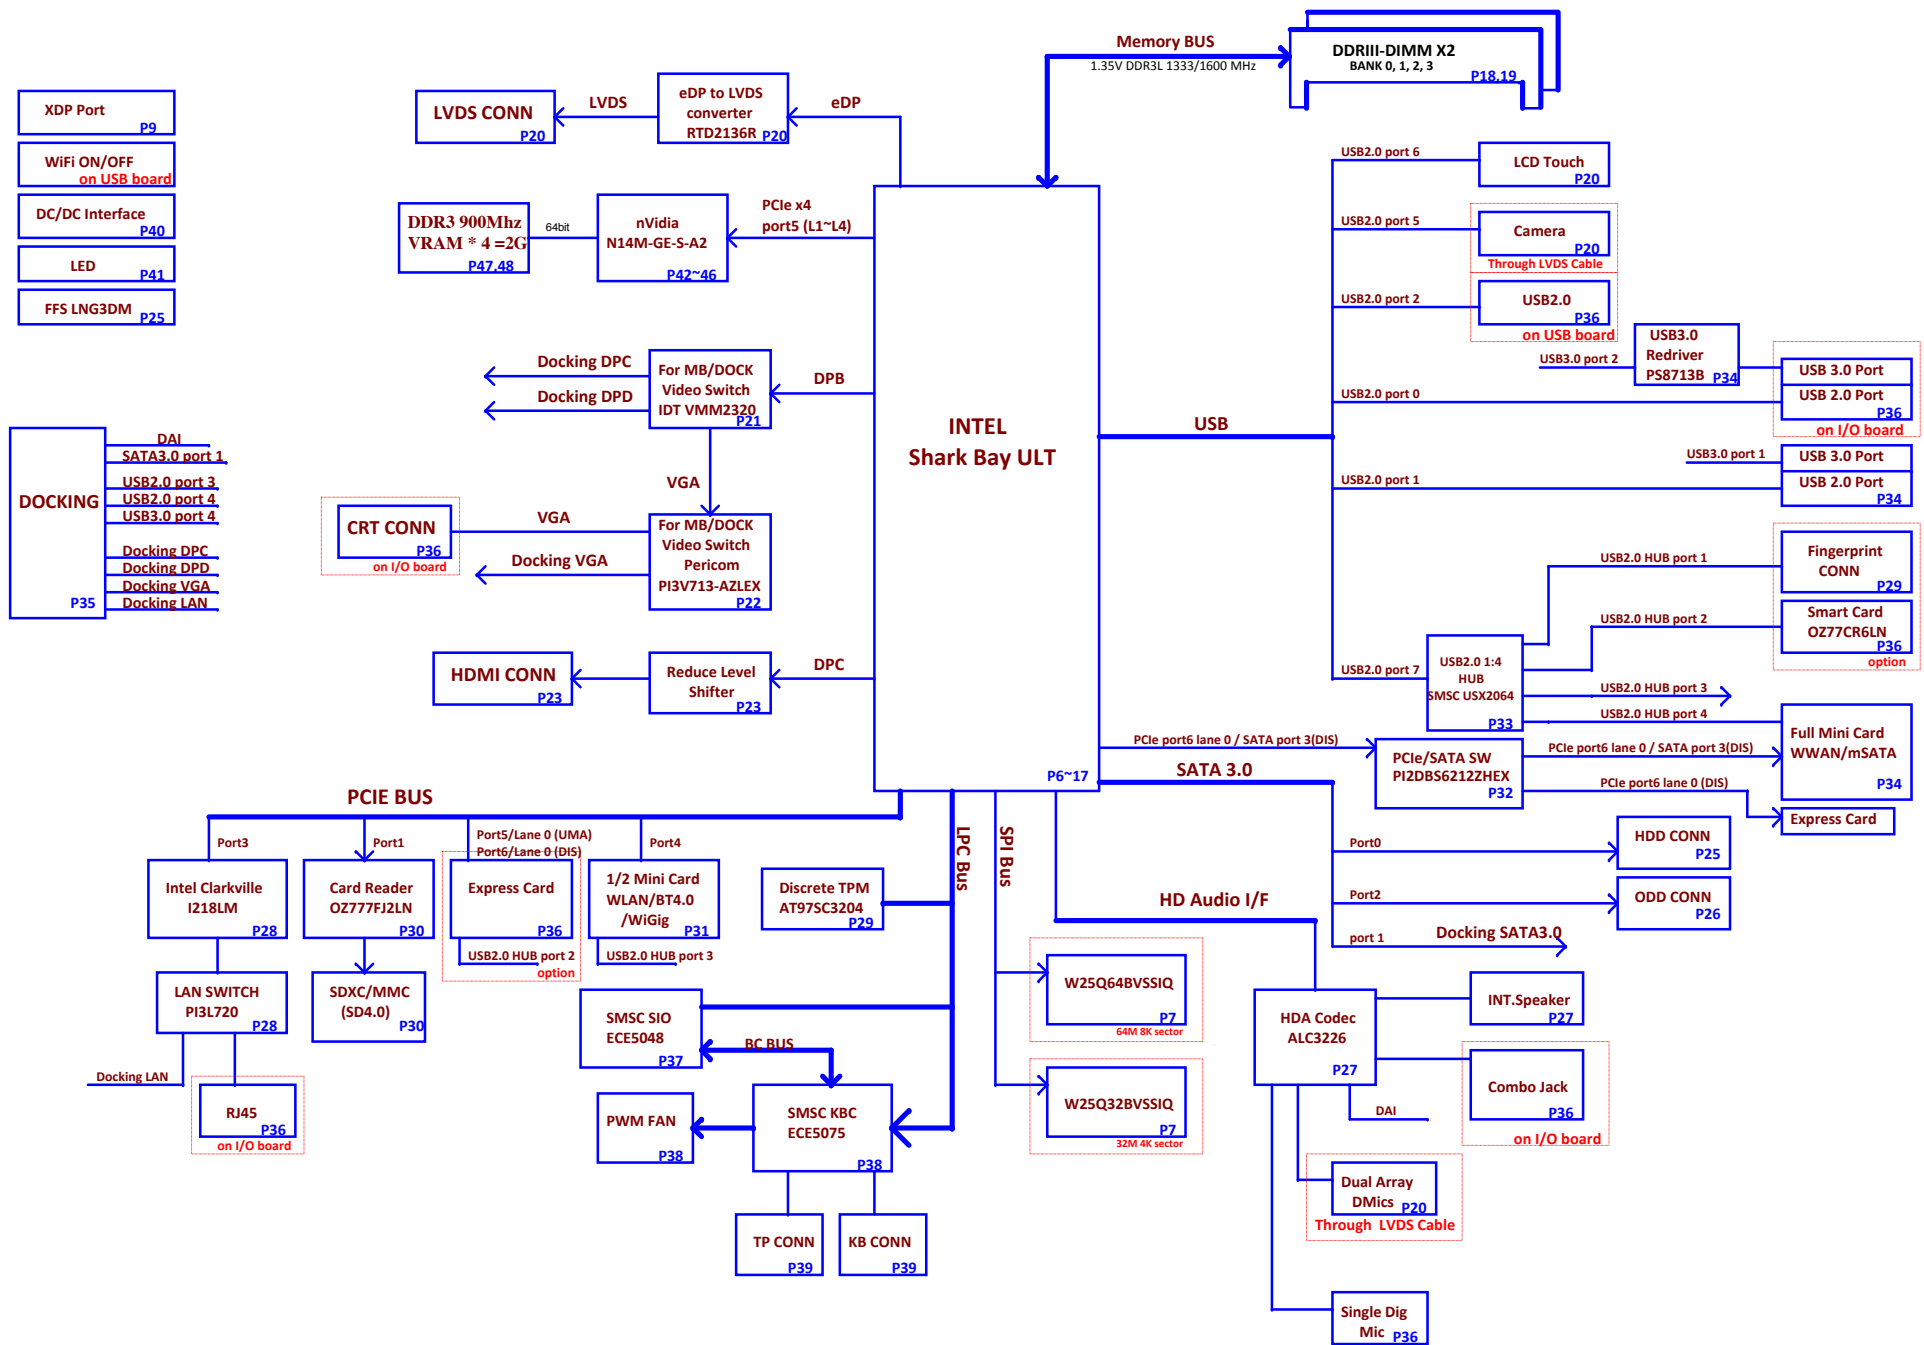 Memory BUS
1.35V DDR3L 1333/1600 MHz
DDRIII-DIMM X2
BANK 0, 1, 2, 3
P18,19
XDP Port
P9
WiFi ON/OFF
on USB board
DC/DC Interface
P40
LED
P41
FFS LNG3DM
P25
LVDS CONN
P20
LVDS
eDP to LVDS
converter
RTD2136R
P20
eDP
DDR3 900Mhz
VRAM * 4 =2G
P47,48
64bit
nVidia
N14M-GE-S-A2
P42~46
PCIe x4
port5 (L1~L4)
Docking DPC
Docking DPD
For MB/DOCK
Video Switch
IDT VMM2320
P21
DPB
VGA
INTEL
Shark Bay ULT
P6~17
DOCKING
P35
DAI
SATA3.0 port 1
USB2.0 port 3
USB2.0 port 4
USB3.0 port 4
Docking DPC
Docking DPD
Docking VGA
Docking LAN
CRT CONN
P36
on I/O board
VGA
Docking VGA
For MB/DOCK
Video Switch
Pericom
PI3V713-AZLEX
P22
HDMI CONN
P23
Reduce Level
Shifter
P23
DPC
USB
USB2.0 port 6
LCD Touch
P20
USB2.0 port 5
Camera
P20
Through LVDS Cable
USB2.0 port 2
USB2.0
P36
on USB board
USB3.0 port 2
USB3.0
Redriver
PS8713B
P34
USB 3.0 Port
USB 2.0 Port
P36
on I/O board
USB2.0 port 0
USB3.0 port 1
USB 3.0 Port
USB 2.0 Port
P34
USB2.0 port 1
USB2.0 HUB port 1
Fingerprint
CONN
P29
USB2.0 HUB port 2
Smart Card
OZ77CR6LN
P36
option
USB2.0 port 7
USB2.0 1:4
HUB
SMSC USX2064
P33
USB2.0 HUB port 3
USB2.0 HUB port 4
Full Mini Card
WWAN/mSATA
P34
PCIe port6 lane 0 / SATA port 3(DIS)
PCIe/SATA SW
PI2DBS6212ZHEX
P32
PCIe port6 lane 0 / SATA port 3(DIS)
PCIe port6 lane 0 (DIS)
Express Card
SATA 3.0
Port0
HDD CONN
P25
Port2
ODD CONN
P26
port 1
Docking SATA3.0
PCIE BUS
Port3
Port1
Port5/Lane 0 (UMA)
Port6/Lane 0 (DIS)
Port4
Intel Clarkville
I218LM
P28
Card Reader
OZ777FJ2LN
P30
Express Card
P36
USB2.0 HUB port 2
option
1/2 Mini Card
WLAN/BT4.0
/WiGig
P31
USB2.0 HUB port 3
LAN SWITCH
PI3L720
P28
SDXC/MMC
(SD4.0)
P30
Docking LAN
RJ45
P36
on I/O board
LPC Bus
SPI Bus
Discrete TPM
AT97SC3204
P29
SMSC SIO
ECE5048
P37
BC BUS
PWM FAN
P38
SMSC KBC
ECE5075
P38
TP CONN
P39
KB CONN
P39
W25Q64BVSSIQ
P7
64M 8K sector
W25Q32BVSSIQ
P7
32M 4K sector
HD Audio I/F
HDA Codec
ALC3226
P27
INT.Speaker
P27
Combo Jack
P36
on I/O board
DAI
Dual Array
DMics
P20
Through  LVDS Cable
Single Dig
Mic
P36